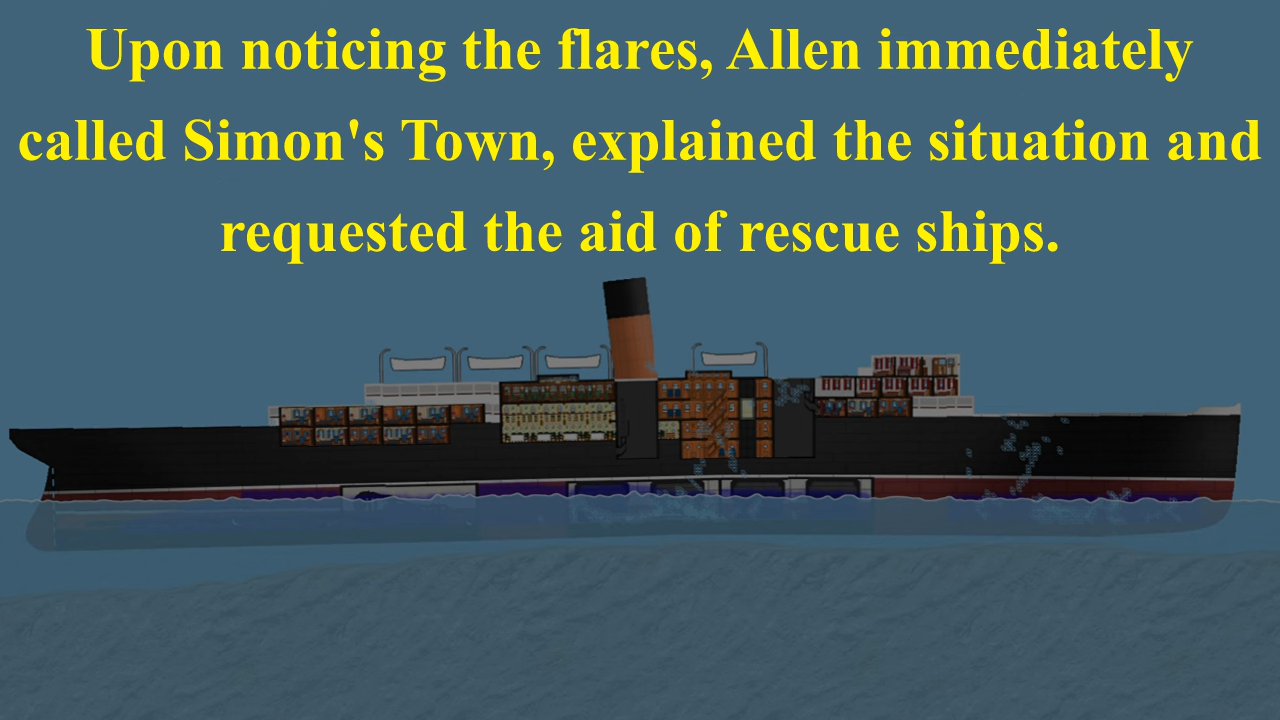 Upon noticing the flares, Allen immediately
called Simon's Town, explained the situation and
requested the aid of rescue ships.